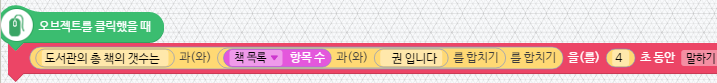 오브젝트를 클릭했을 때
도서관의 총 책의 갯수는 과(와) 책 목록 항목 수 과(와) 권 입니다 를 합치기 를 합치기 을(를) 4 초 동안 말하기